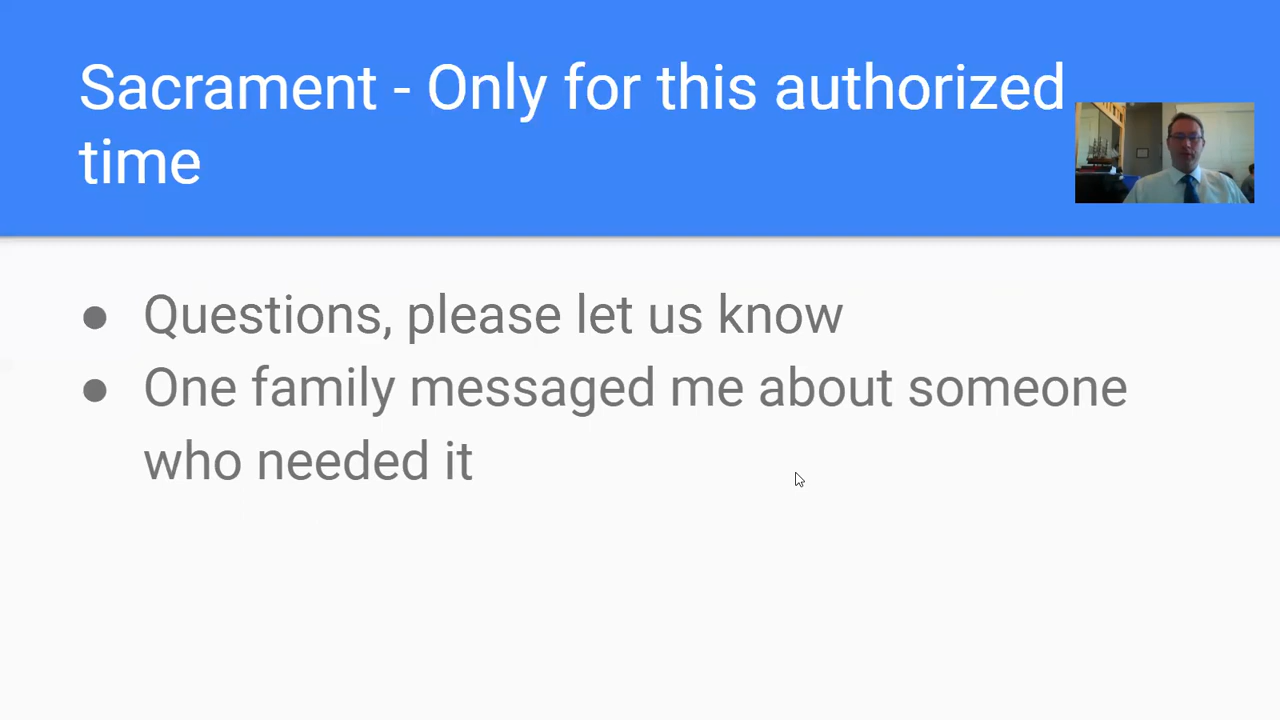 Sacrament - Only for this authorized
time
● Questions, please let us know
● One family messaged me about someone
who needed it